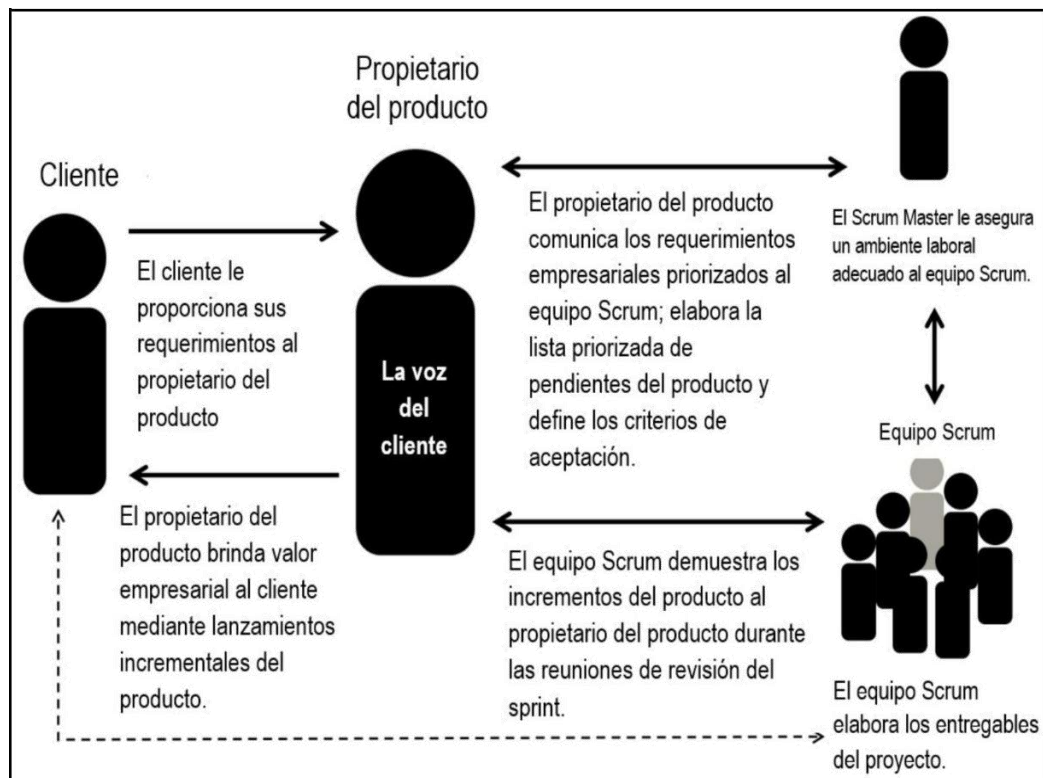 Cliente
El cliente le
proporciona sus
requerimientos al
propietario del
producto
El propietario del
producto brinda valor
empresarial al cliente
mediante lanzamientos
incrementales del
producto.
Propietario
del producto
La voz
del
cliente
El propietario del producto
comunica los requerimientos
empresariales priorizados al
equipo Scrum; elabora la
lista priorizada de
pendientes del producto y
define los criterios de
aceptación.
El equipo Scrum demuestra los
incrementos del producto al
propietario del producto durante
las reuniones de revisión del
sprint.
El Scrum Master le asegura
un ambiente laboral
adecuado al equipo Scrum.
Equipo Scrum
El equipo Scrum
elabora los entregables
del proyecto.